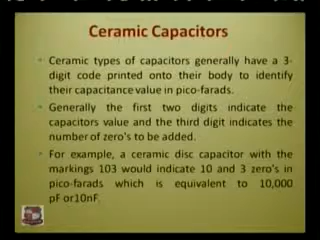 Ceramic Capacitors
• Ceramic types of capacitors generally have a 3-
digit code printed onto their body to identify
their capacitance value in pico-farads.
• Generally the first two digits indicate the
capacitors value and the third digit indicates the
number of zero's to be added.
• For example, a ceramic disc capacitor with the
markings 103 would indicate 10 and 3 zero's in
pico-farads which is equivalent to 10,000
pF or10nF.